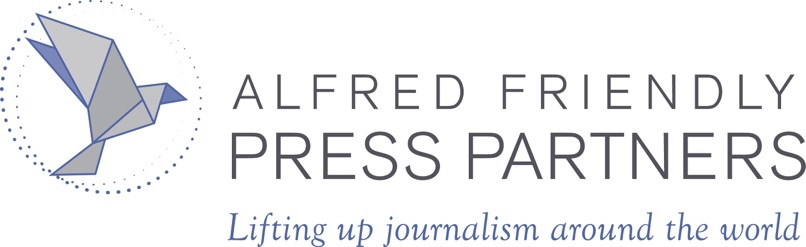 ALFRED FRIENDLY
PRESS PARTNERS
Lifting up journalism around the world